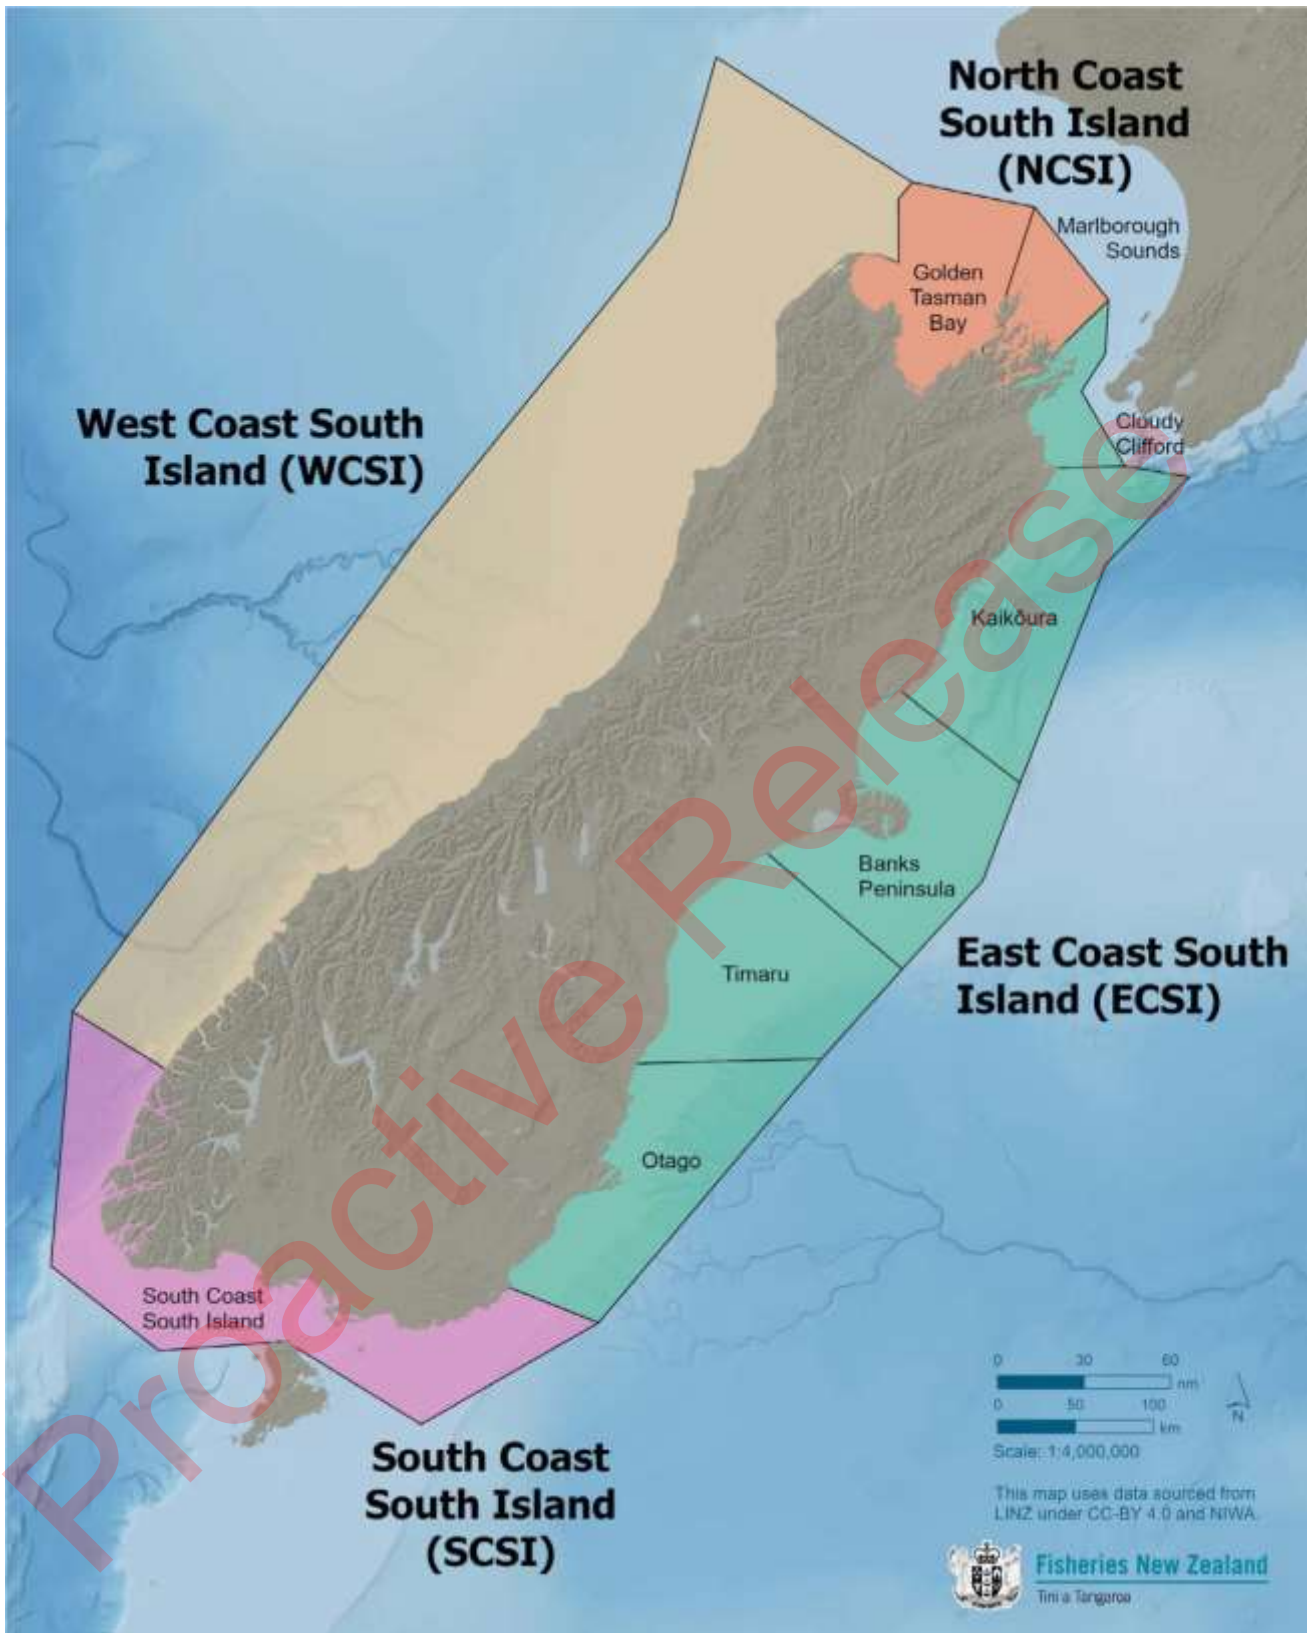 North Coast
South Island
(NCSI)
Marlborough
Sounds
Golden
Tasman
Bay
West Coast South
Island (WCSI)
Cloudy
Clifford
Kaikōura
Banks
Peninsula
East Coast South
Island (ECSI)
Timaru
Otago
South Coast
South Island
South Coast
South Island
(SCSI)
0 30 60
nm
0 50 100
km
N
Scale: 1:4,000,000
This map uses data sourced from
LINZ under CC-BY 4.0 and NIWA.
Fisheries New Zealand
Tini a Tangaroa
Proactive Release